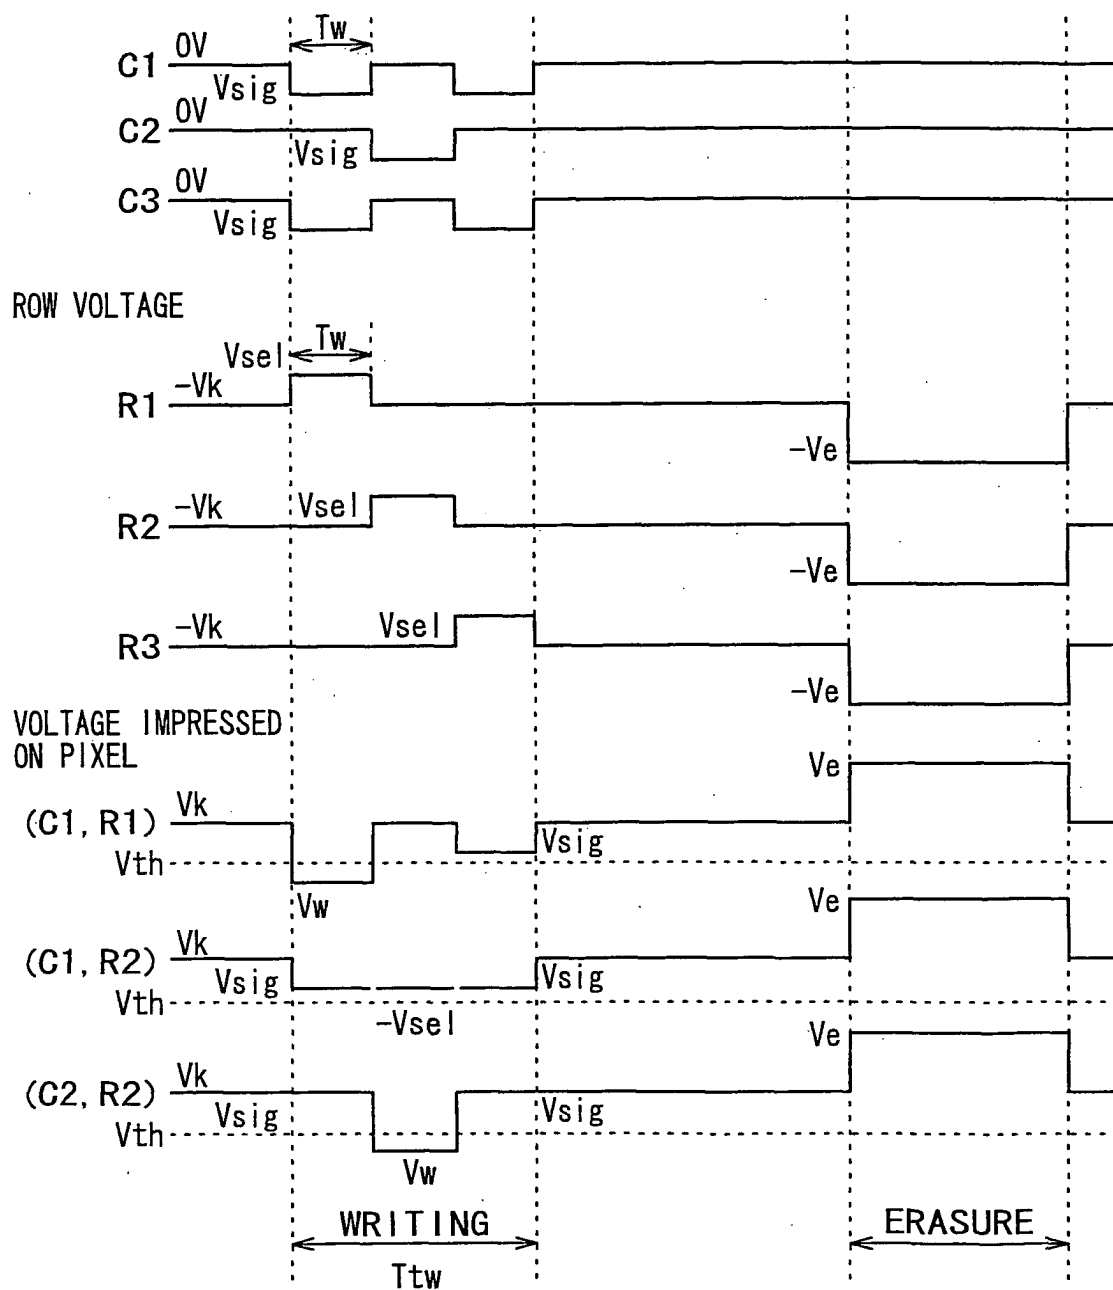 Tw
C1 0V
Vsig
C2 0V
Vsig
C3 0V
Vsig
ROW VOLTAGE
Tw
Vsel
R1 -Vk
-Ve
R2 -Vk Vsel
-Ve
R3 -Vk Vsel
-Ve
VOLTAGE IMPRESSED
ON PIXEL
Ve
(C1, R1) Vk
Vsig
Vth
Vw
Ve
(C1, R2) Vk
Vsig Vsig
Vth
-Vsel
Ve
(C2, R2) Vk
Vsig Vsig
Vth
Vw
WRITING ERASURE
Ttw